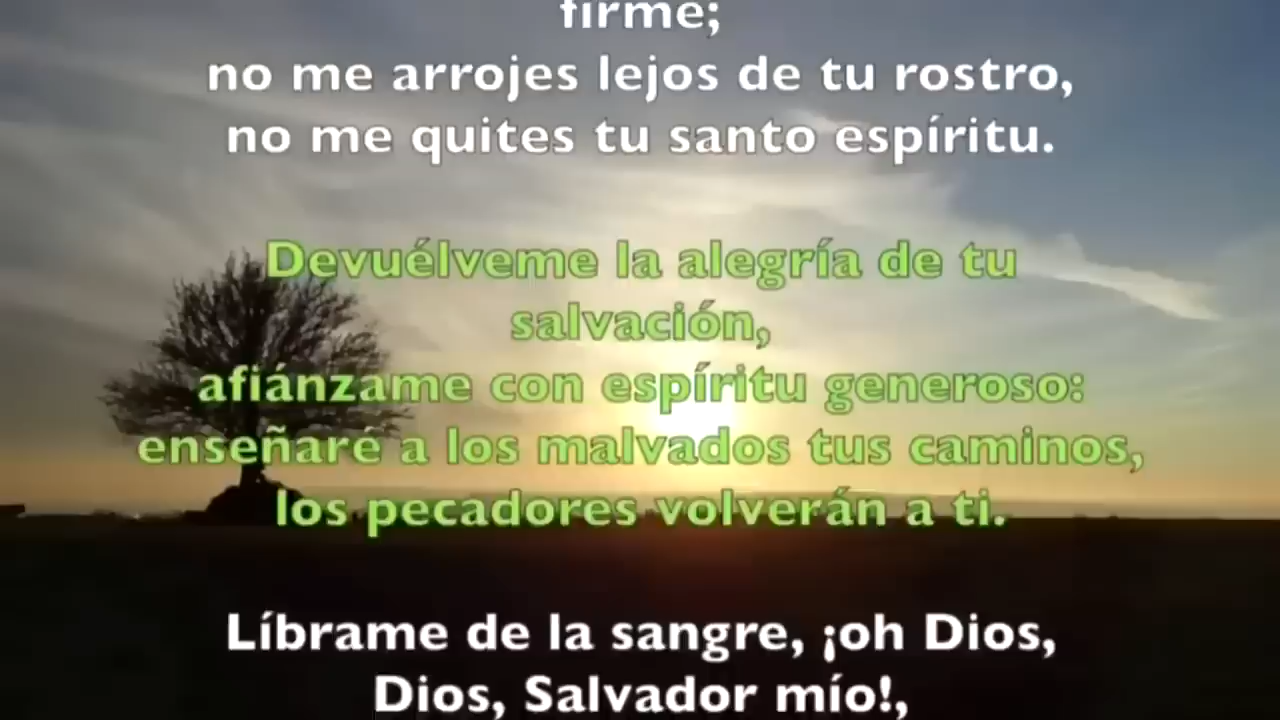 firme;
no me arrojes lejos de tu rostro,
no me quites tu santo espíritu.
Devuélveme la alegría de tu
salvación,
afiánzame con espíritu generoso:
enseñaré a los malvados tus caminos,
los pecadores volverán a ti.
Líbrame de la sangre, ¡oh Dios,
Dios, Salvador mío!,